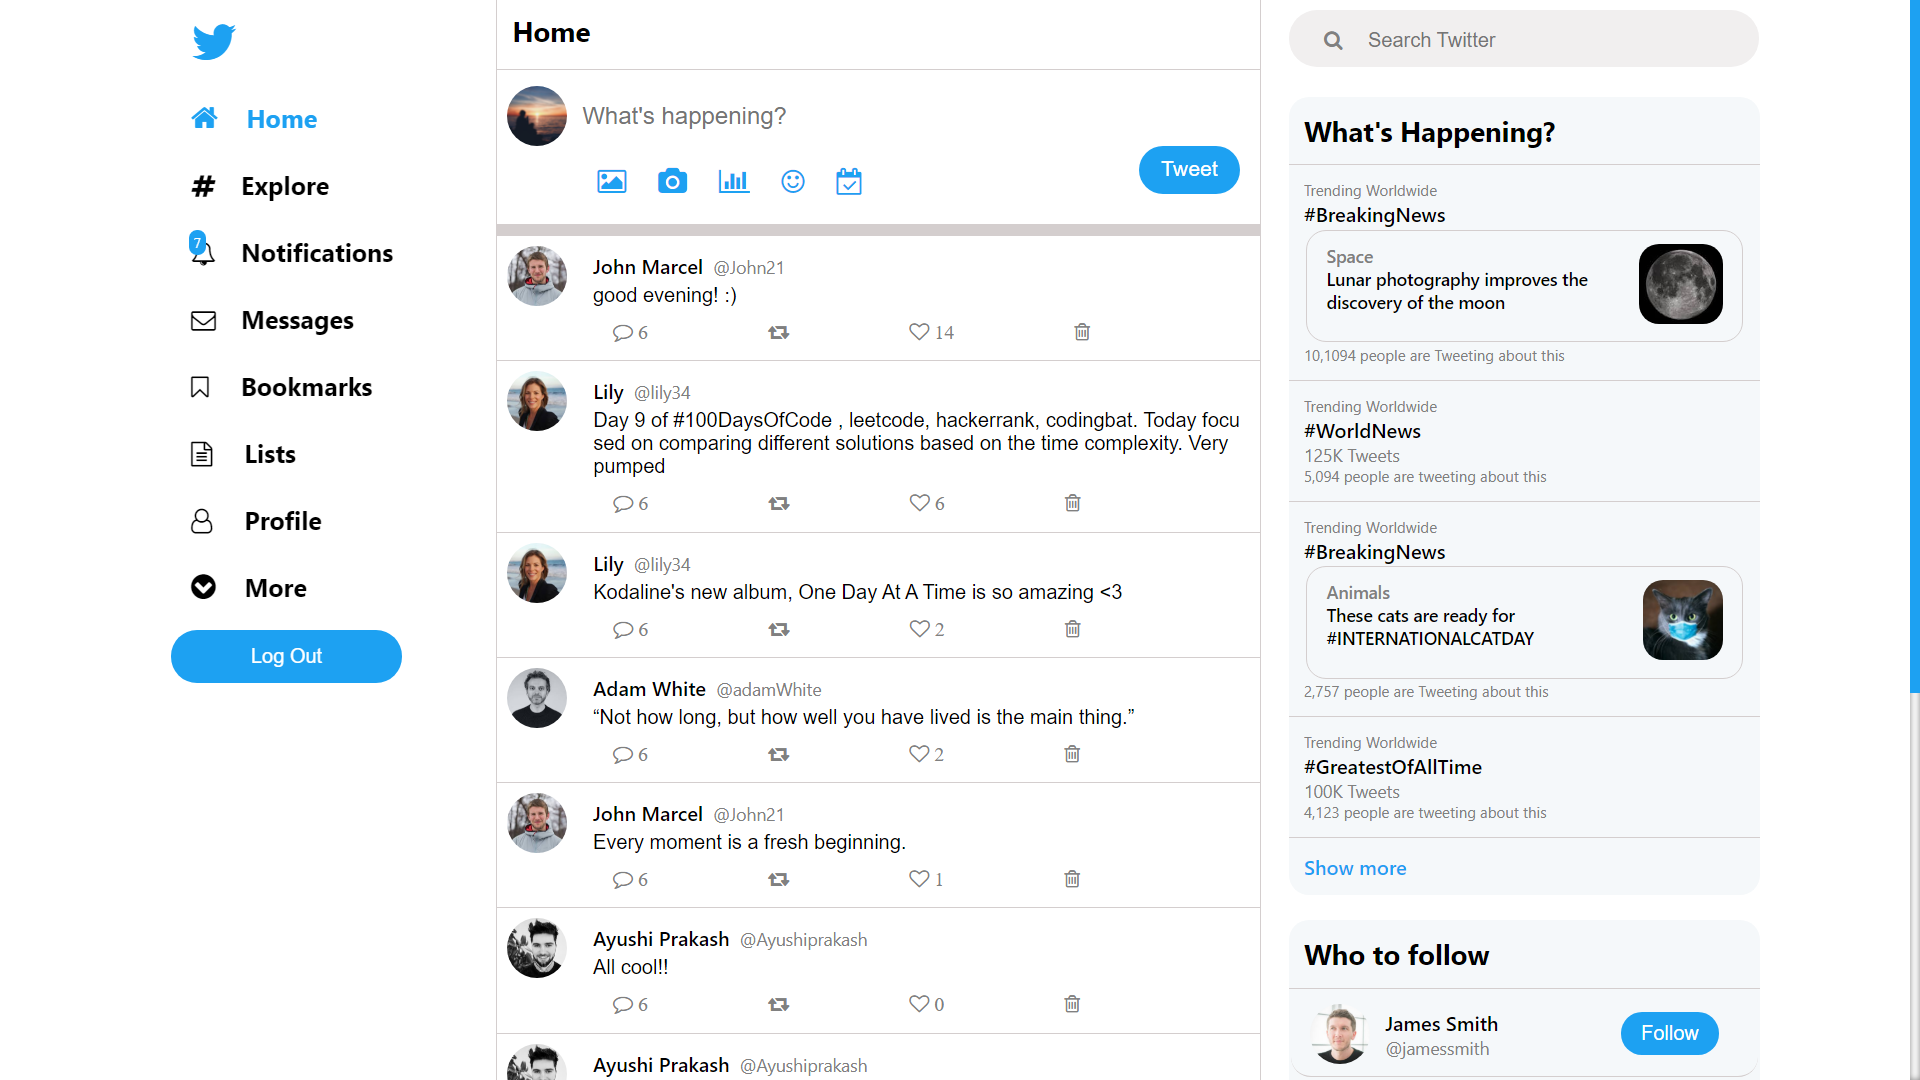 Home
Explore
7
Notifications
Messages
Bookmarks
Lists
Profile
More
Log Out
Home
What's happening?
Tweet
John Marcel @John21
good evening! :)
6 14
Lily @lily34
Day 9 of #100DaysOfCode , leetcode, hackerrank, codingbat. Today focu
sed on comparing different solutions based on the time complexity. Very
pumped
6 6
Lily @lily34
Kodaline's new album, One Day At A Time is so amazing <3
6 2
Adam White @adamWhite
“Not how long, but how well you have lived is the main thing.”
6 2
John Marcel @John21
Every moment is a fresh beginning.
6 1
Ayushi Prakash @Ayushiprakash
All cool!!
6 0
Ayushi Prakash @Ayushiprakash
Search Twitter
What's Happening?
Trending Worldwide
#BreakingNews
Space
Lunar photography improves the
discovery of the moon
10,1094 people are Tweeting about this
Trending Worldwide
#WorldNews
125K Tweets
5,094 people are tweeting about this
Trending Worldwide
#BreakingNews
Animals
These cats are ready for
#INTERNATIONALCATDAY
2,757 people are Tweeting about this
Trending Worldwide
#GreatestOfAllTime
100K Tweets
4,123 people are tweeting about this
Show more
Who to follow
James Smith
@jamessmith
Follow